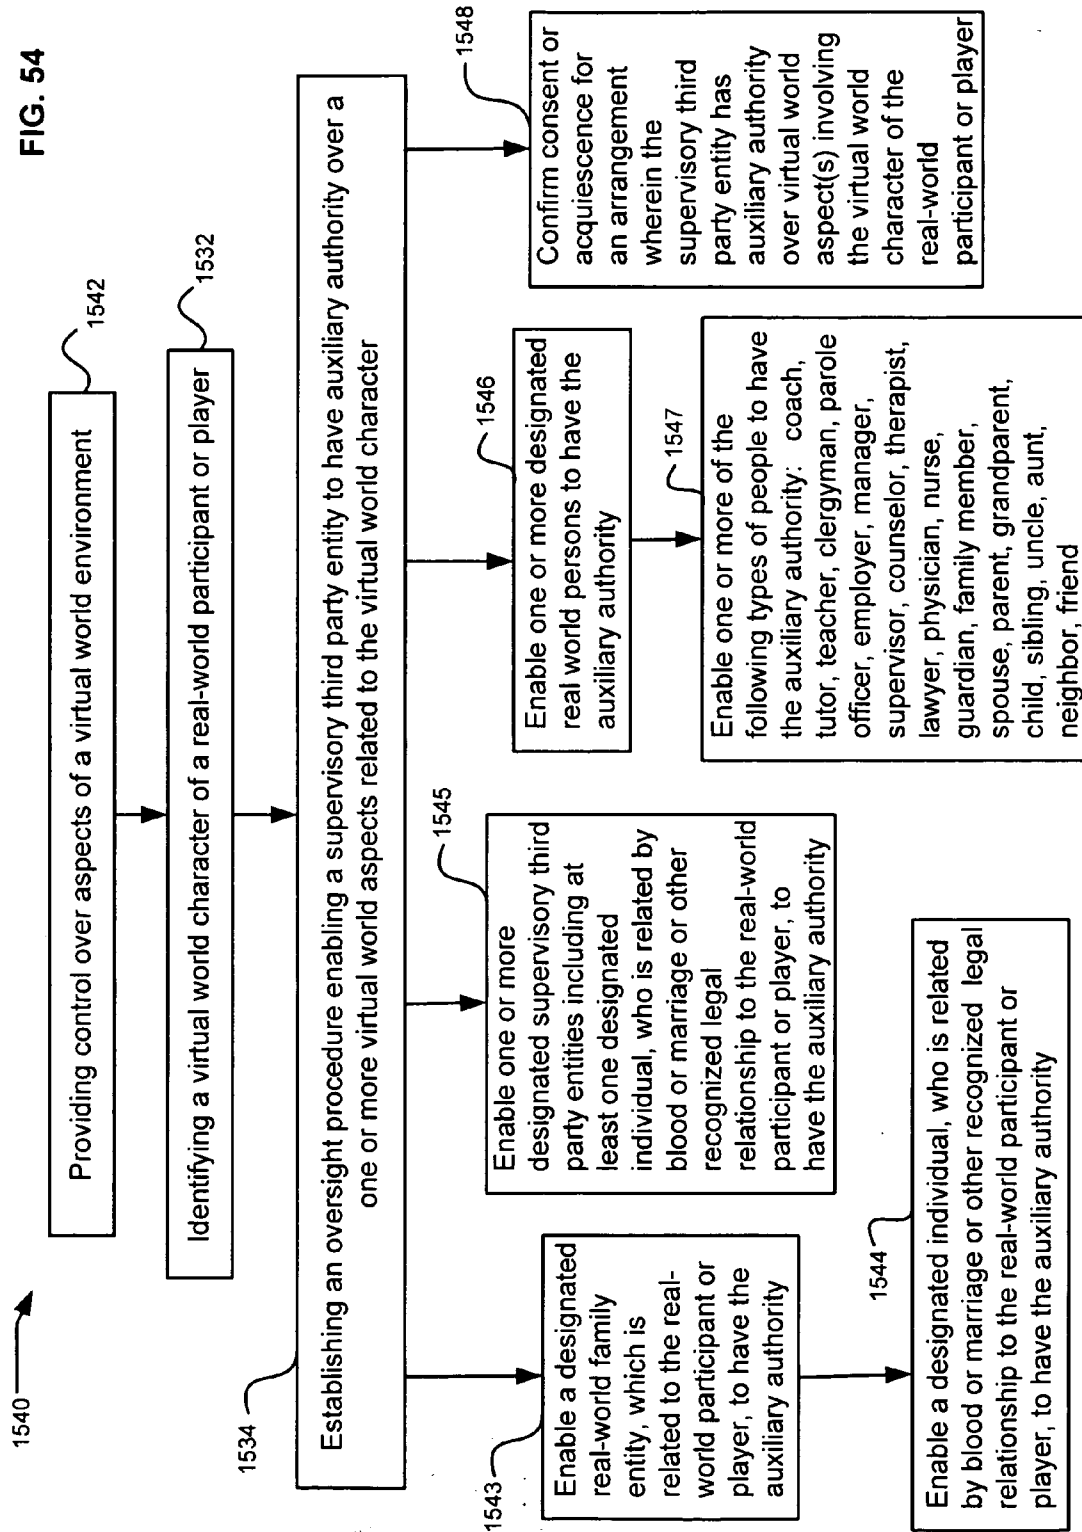 FIG. 54
1540
Providing control over aspects of a virtual world environment
1542
Identifying a virtual world character of a real-world participant or player
1532
1534
Establishing an oversight procedure enabling a supervisory third party entity to have auxiliary authority over a
one or more virtual world aspects related to the virtual world character
1543
Enable a designated
real-world family
entity, which is
related to the real-
world participant or
player, to have the
auxiliary authority
1544
Enable a designated individual, who is related
by blood or marriage or other recognized legal
relationship to the real-world participant or
player, to have the auxiliary authority
1545
Enable one or more
designated supervisory third
party entities including at
least one designated
individual, who is related by
blood or marriage or other
recognized legal
relationship to the real-world
participant or player, to
have the auxiliary authority
1546
Enable one or more designated
real world persons to have the
auxiliary authority
1547
Enable one or more of the
following types of people to have
the auxiliary authority: coach,
tutor, teacher, clergyman, parole
officer, employer, manager,
supervisor, counselor, therapist,
lawyer, physician, nurse,
guardian, family member,
spouse, parent, grandparent,
child, sibling, uncle, aunt,
neighbor, friend
1548
Confirm consent or
acquiescence for
an arrangement
wherein the
supervisory third
party entity has
auxiliary authority
over virtual world
aspect(s) involving
the virtual world
character of the
real-world
participant or player